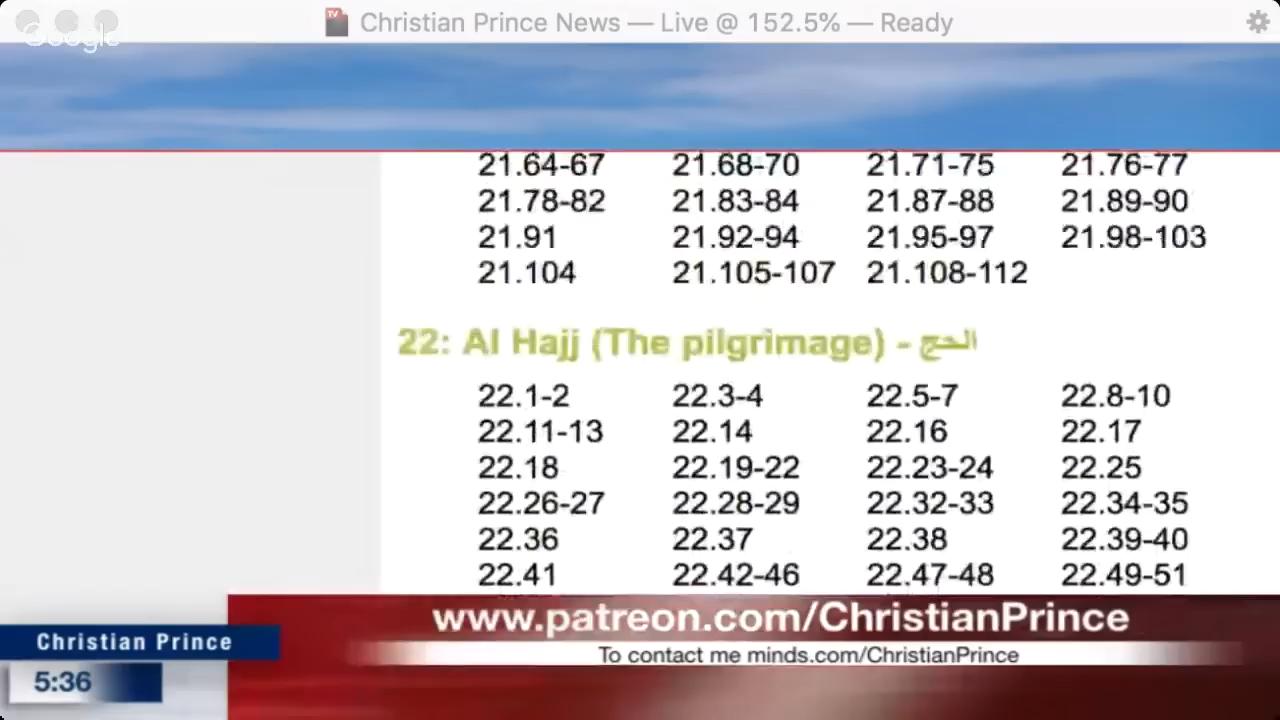 Christian Prince News — Live @ 152.5% — Ready
Google
21.64-67 21.68-70 21.71-75 21.76-77
21.78-82 21.83-84 21.87-88 21.89-90
21.91 21.92-94 21.95-97 21.98-103
21.104 21.105-107 21.108-112
22: Al Hajj (The pilgrimage) - الحج
22.1-2 22.3-4 22.5-7 22.8-10
22.11-13 22.14 22.16 22.17
22.18 22.19-22 22.23-24 22.25
22.26-27 22.28-29 22.32-33 22.34-35
22.36 22.37 22.38 22.39-40
22.41 22.42-46 22.47-48 22.49-51
www.patreon.com/ChristianPrince
Christian Prince
To contact me minds.com/ChristianPrince
5:36